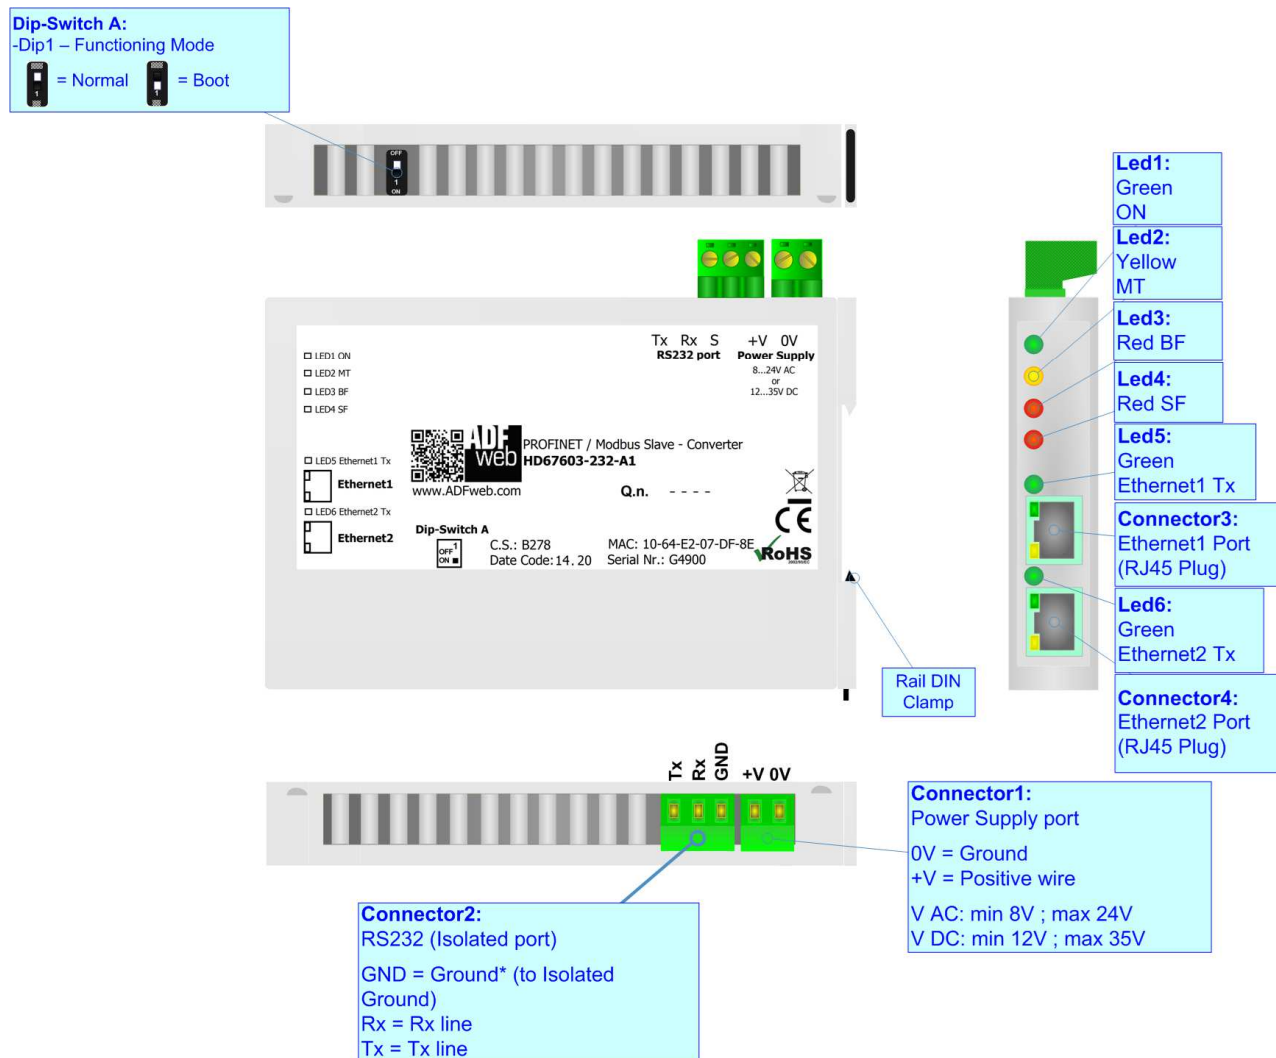 Dip-Switch A:
-Dip1 – Functioning Mode
1 = Normal 1 = Boot
OFF
1
ON
Led1:
Green
ON
Led2:
Yellow
MT
Led3:
Red BF
Led4:
Red SF
Led5:
Green
Ethernet1 Tx
Connector3:
Ethernet1 Port
(RJ45 Plug)
Led6:
Green
Ethernet2 Tx
Connector4:
Ethernet2 Port
(RJ45 Plug)
Tx Rx S +V 0V
RS232 port Power Supply
8...24V AC
or
12...35V DC
LED1 ON
LED2 MT
LED3 BF
LED4 SF
LED5 Ethernet1 Tx
Ethernet1
LED6 Ethernet2 Tx
Ethernet2
ADF
web
www.ADFweb.com
PROFINET / Modbus Slave - Converter
HD67603-232-A1
Q.n. - - - -
CE
RoHS
Dip-Switch A
OFF 1
ON
C.S.: B278 MAC: 10-64-E2-07-DF-8E
Date Code: 14. 20 Serial Nr.: G4900
Rail DIN
Clamp
Tx Rx GND +V 0V
Connector1:
Power Supply port
0V = Ground
+V = Positive wire
V AC: min 8V ; max 24V
V DC: min 12V ; max 35V
Connector2:
RS232 (Isolated port)
GND = Ground* (to Isolated
Ground)
Rx = Rx line
Tx = Tx line